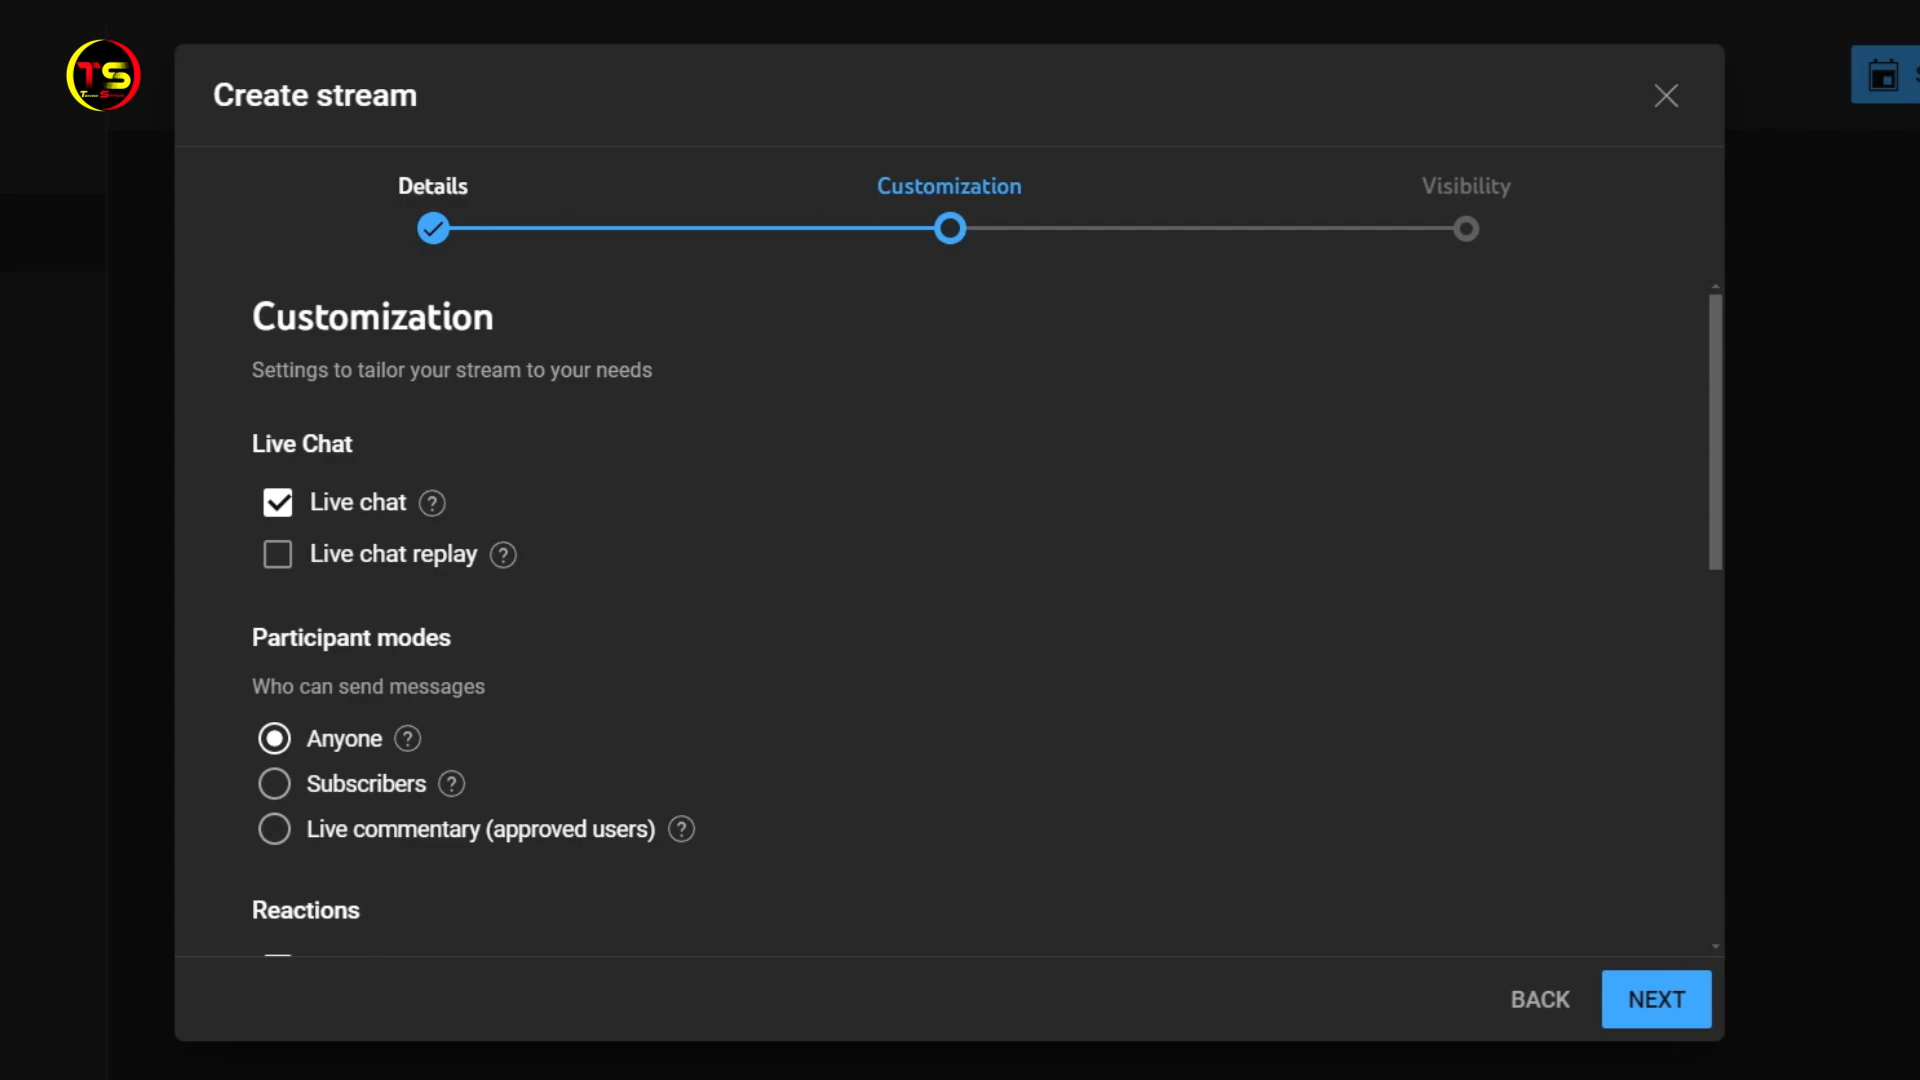 TS
Create stream
Details
Customization
Visibility
Customization
Settings to tailor your stream to your needs
Live Chat
Live chat
Live chat replay
Participant modes
Who can send messages
Anyone
Subscribers
Live commentary (approved users)
Reactions
BACK
NEXT